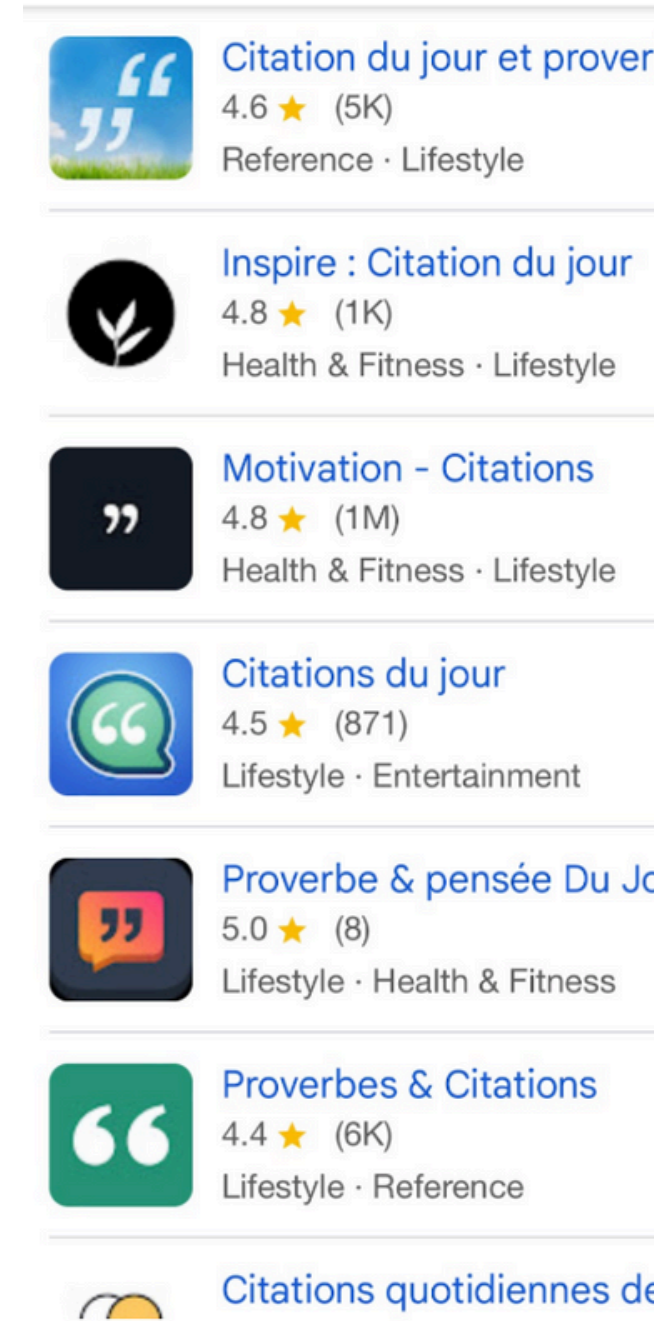 Citation du jour et prover
4.6 ★ (5K)
Reference · Lifestyle
Inspire : Citation du jour
4.8 ★ (1K)
Health & Fitness · Lifestyle
Motivation - Citations
4.8 ★ (1M)
Health & Fitness · Lifestyle
Citations du jour
4.5 ★ (871)
Lifestyle · Entertainment
Proverbe & pensée Du Jo
5.0 ★ (8)
Lifestyle · Health & Fitness
Proverbes & Citations
4.4 ★ (6K)
Lifestyle · Reference
Citations quotidiennes de